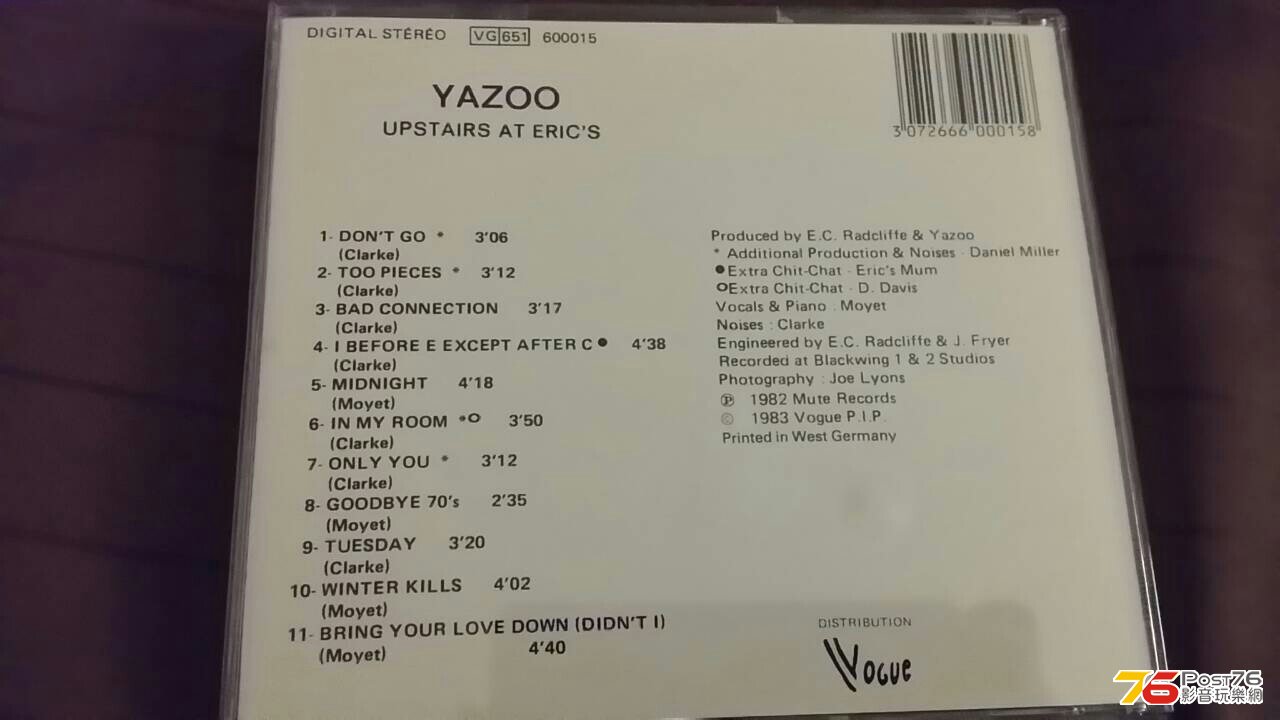 DIGITAL STÉRÉO VG 651 600015
3 072666 000158
YAZOO
UPSTAIRS AT ERIC'S
1- DON'T GO * 3'06
(Clarke)
2- TOO PIECES * 3'12
(Clarke)
3- BAD CONNECTION 3'17
(Clarke)
4- I BEFORE E EXCEPT AFTER C ● 4'38
(Clarke)
5- MIDNIGHT 4'18
(Moyet)
6- IN MY ROOM *O 3'50
(Clarke)
7- ONLY YOU * 3'12
(Clarke)
8- GOODBYE 70's 2'35
(Moyet)
9- TUESDAY 3'20
(Clarke)
10- WINTER KILLS 4'02
(Moyet)
11- BRING YOUR LOVE DOWN (DIDN'T I)
(Moyet) 4'40
Produced by E.C. Radcliffe & Yazoo
* Additional Production & Noises · Daniel Miller
●Extra Chit-Chat · Eric's Mum
OExtra Chit-Chat · D. Davis
Vocals & Piano : Moyet
Noises : Clarke
Engineered by E.C. Radcliffe & J. Fryer
Recorded at Blackwing 1 & 2 Studios
Photography : Joe Lyons
℗ 1982 Mute Records
© 1983 Vogue P.I.P.
Printed in West Germany
DISTRIBUTION
VOGUE
76 POST76
影音玩樂網